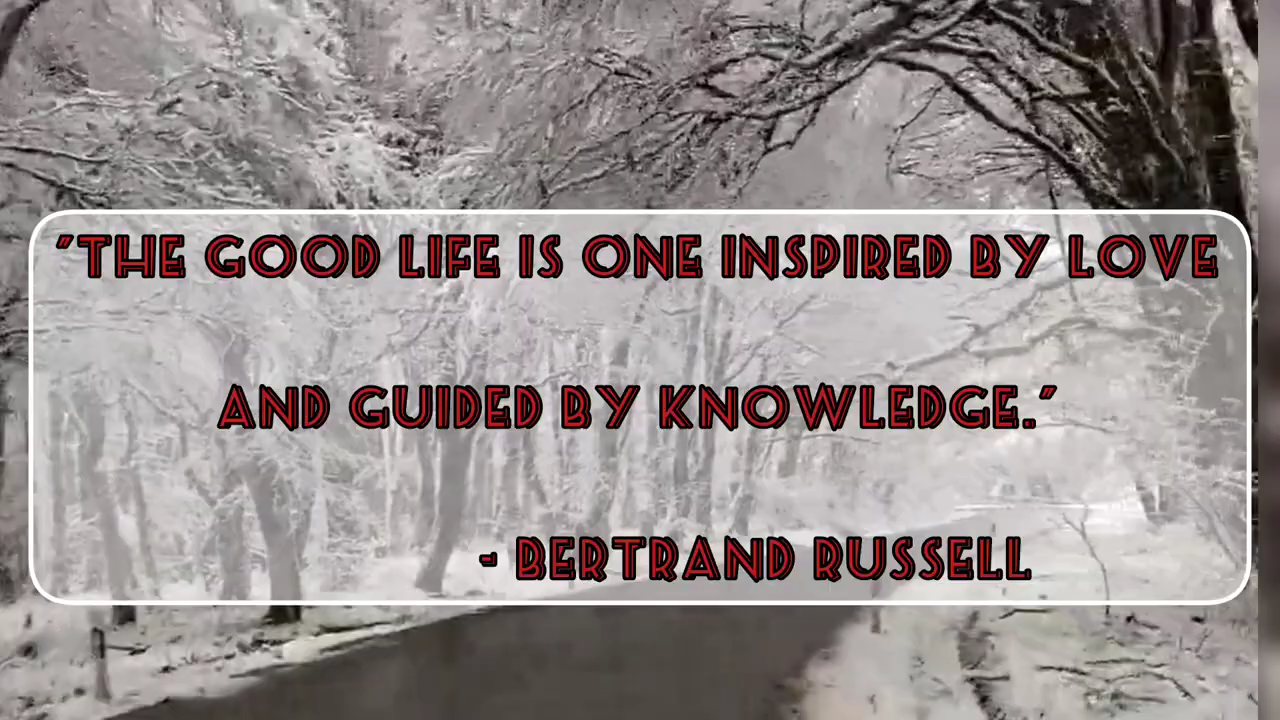 "THE GOOD LIFE IS ONE INSPIRED BY LOVE
AND GUIDED BY KNOWLEDGE."
- BERTRAND RUSSELL